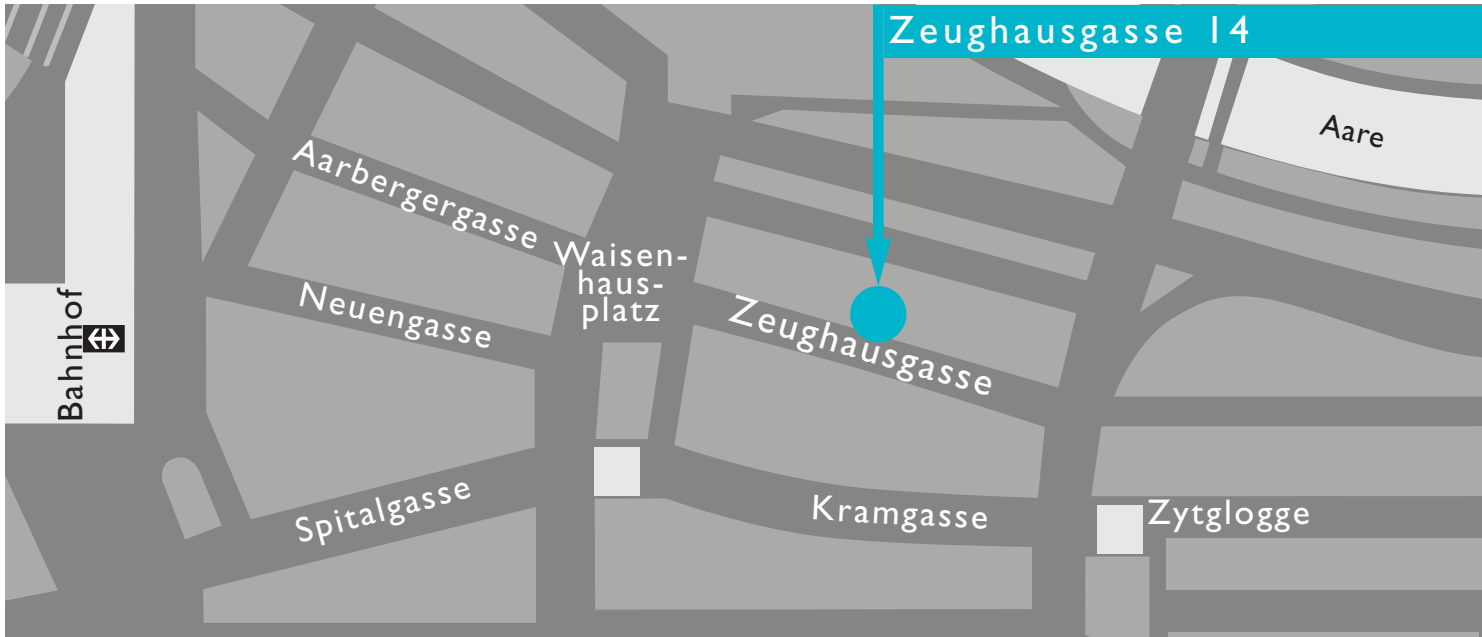 Zeughausgasse 14
Aare
Aarbergergasse
Waisen-
haus-
platz
Neuengasse
Zeughausgasse
Bahnhof
Spitalgasse
Kramgasse
Zytglogge